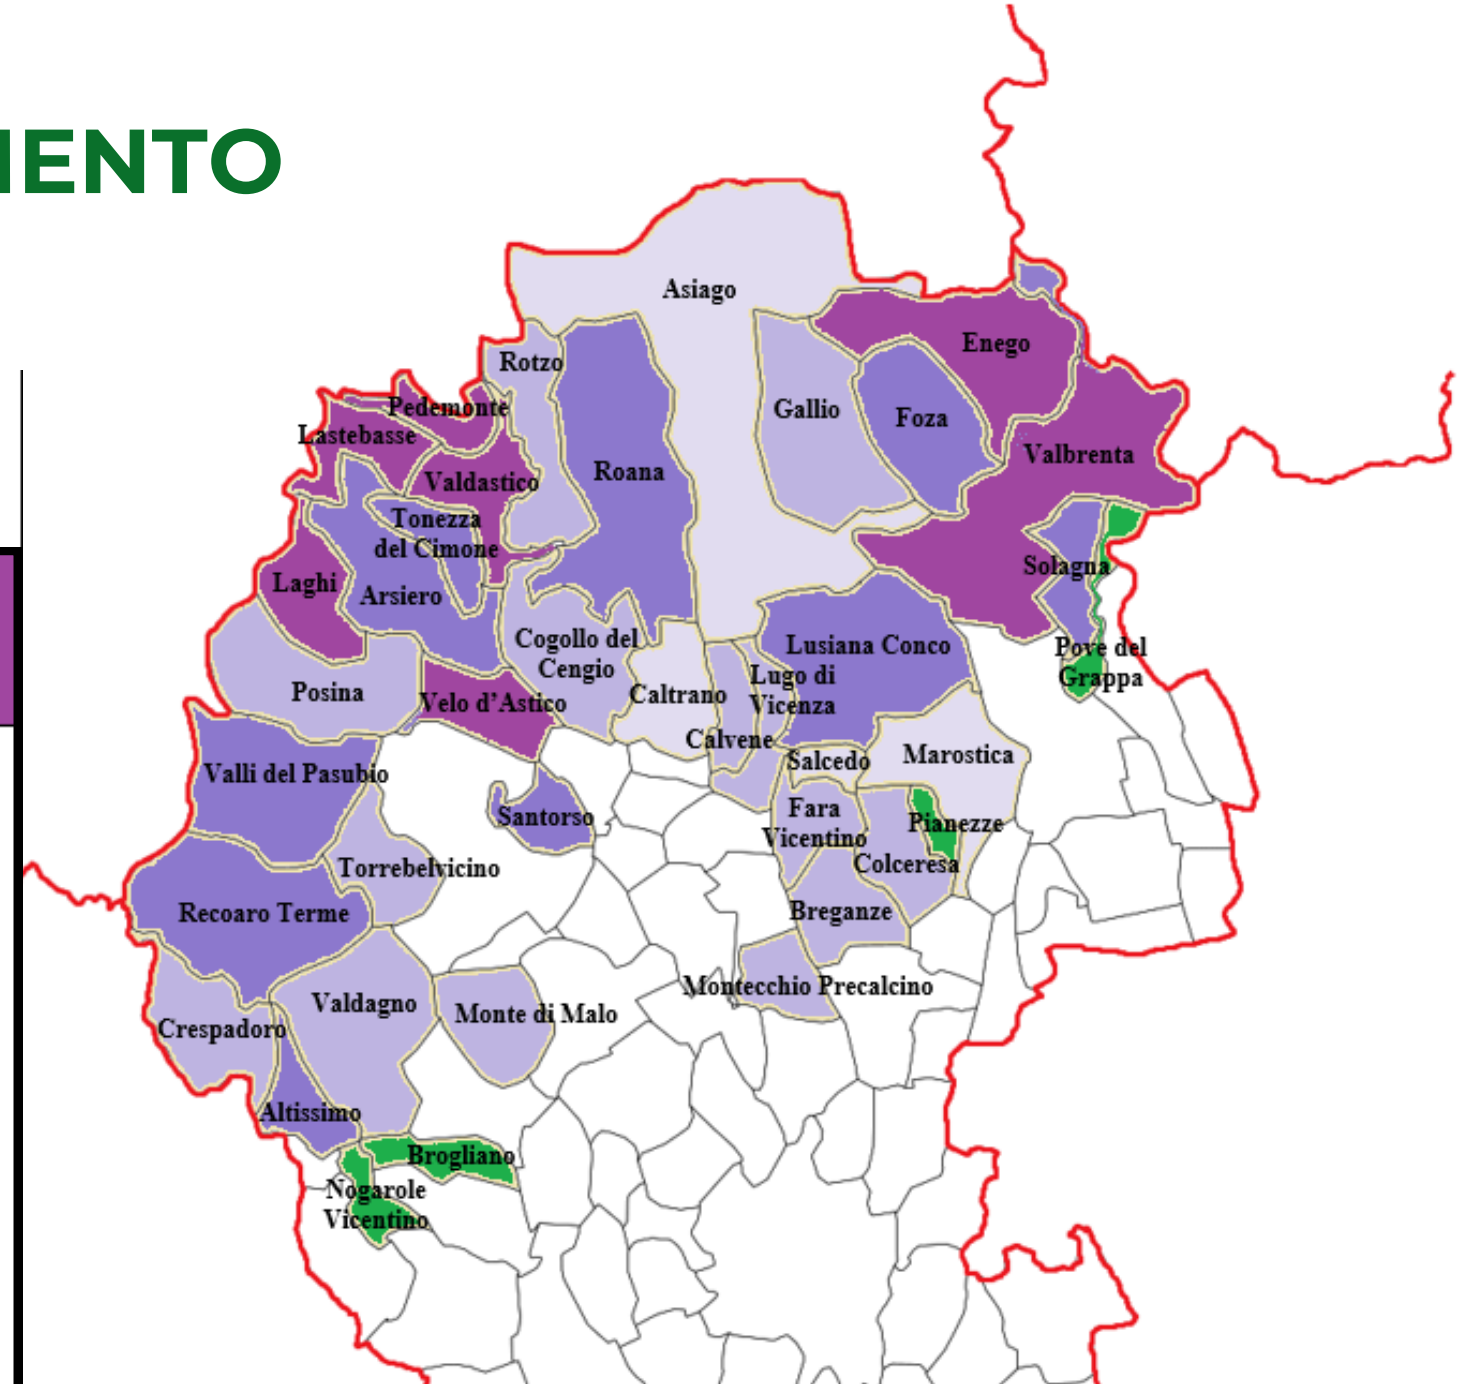 IENTO
Asiago
Enego
Rotzo
Pedemonte
Gallio
Foza
Lastebasse
Valbrenta
Roana
Valdastico
Tonezza
del Cimone
Solagna
Laghi
Arsiero
Cogollo del
Cengio
Lusiana Conco
Pove del
Grappa
Lugo di
Vicenza
Posina
Caltrano
Velo d’Astico
Calvene
Marostica
Salcedo
Valli del Pasubio
Santorso
Fara
Vicentino
Pianezze
Colceresa
Torrebelvicino
Recoaro Terme
Breganze
Montecchio Precalcino
Valdagno
Monte di Malo
Crespadoro
Altissimo
Brogliano
Nogarole
Vicentino